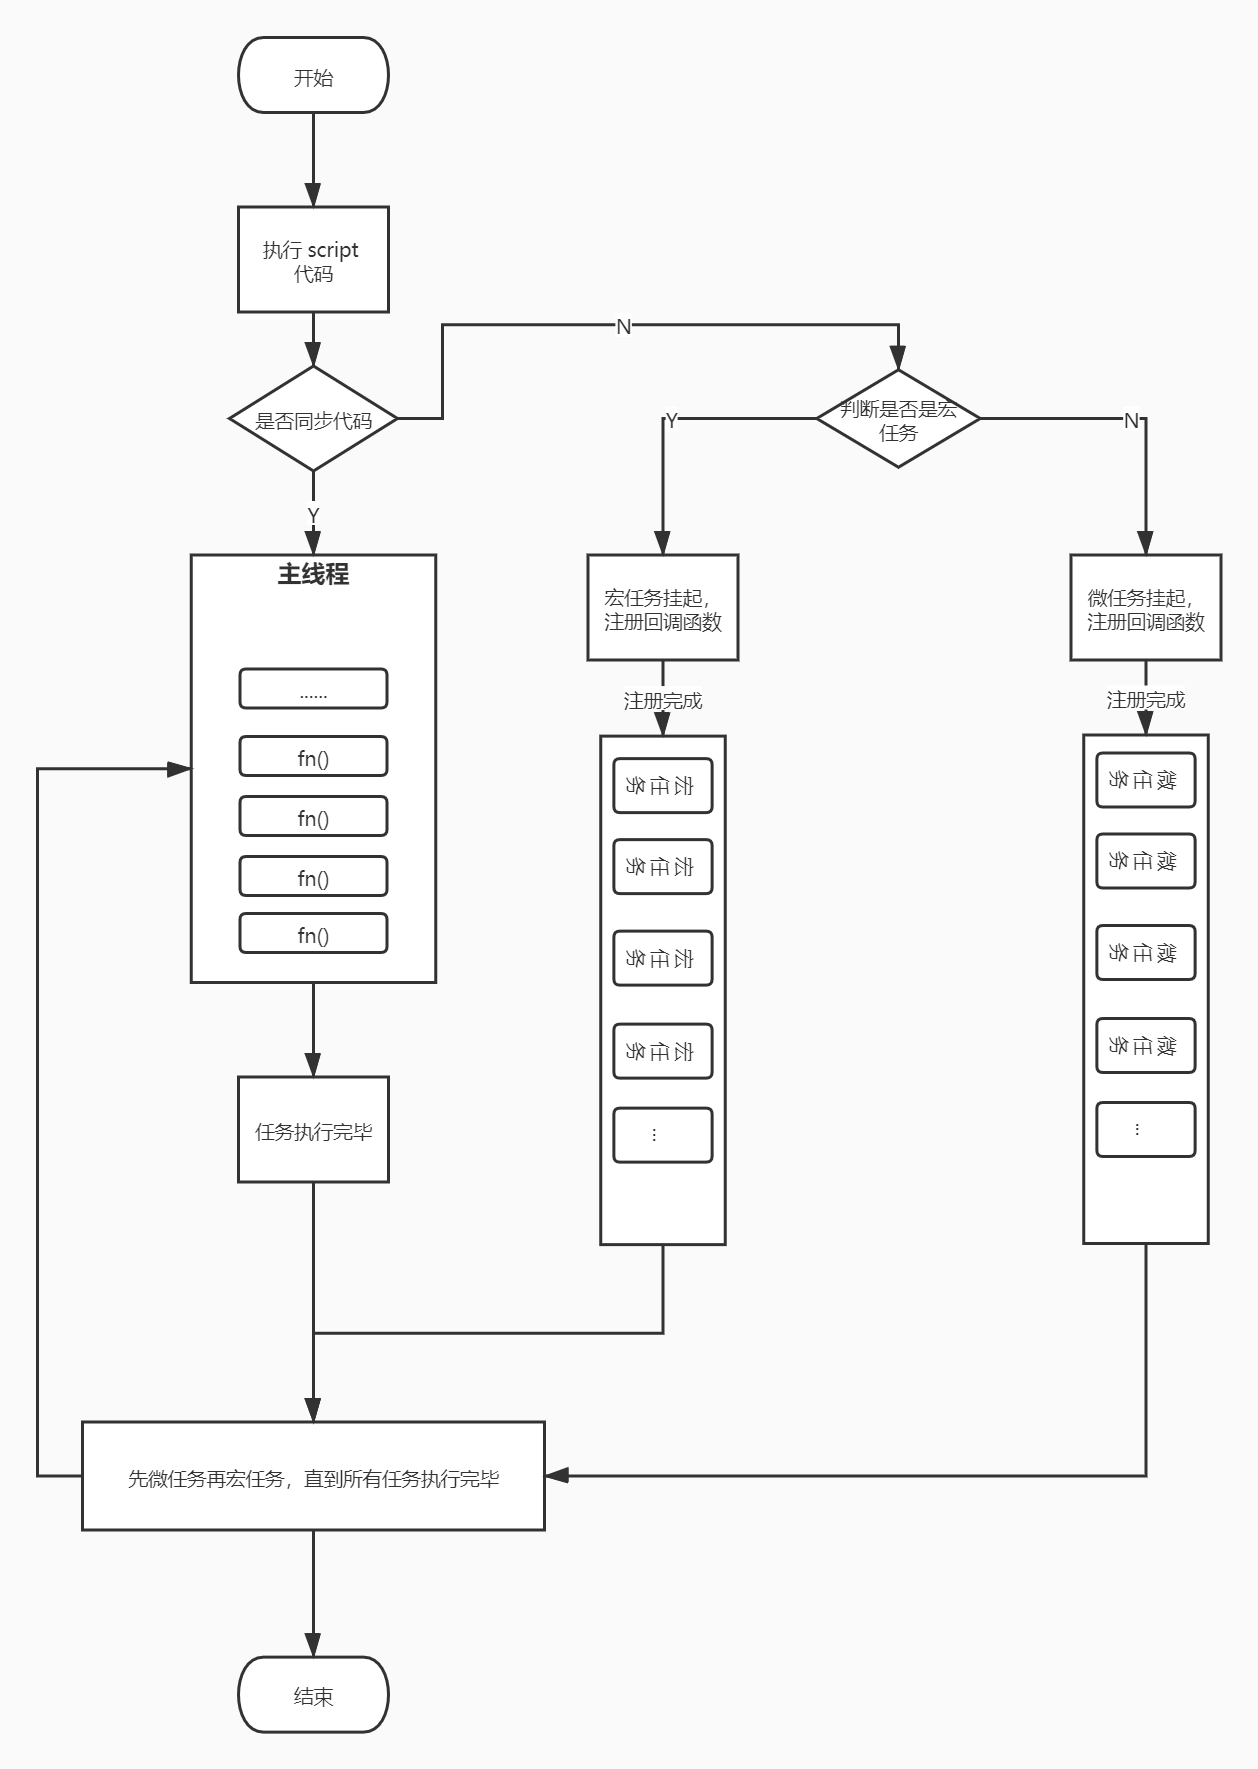 开始
执行 script
代码
是否同步代码
N
判断是否是宏
任务
Y
N
Y
主线程
......
fn()
fn()
fn()
fn()
任务执行完毕
宏任务挂起，
注册回调函数
注册完成
宏任
务
宏任
务
宏任
务
宏任
务
...
微任务挂起，
注册回调函数
注册完成
微任
务
微任
务
微任
务
微任
务
...
先微任务再宏任务，直到所有任务执行完毕
结束